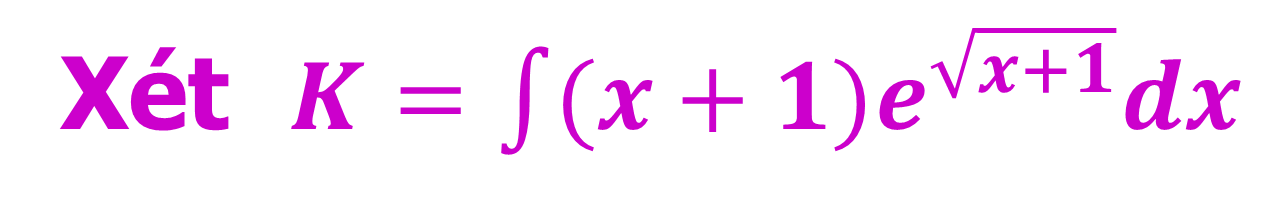 Xét K = ∫(x + 1)e^√(x+1) dx